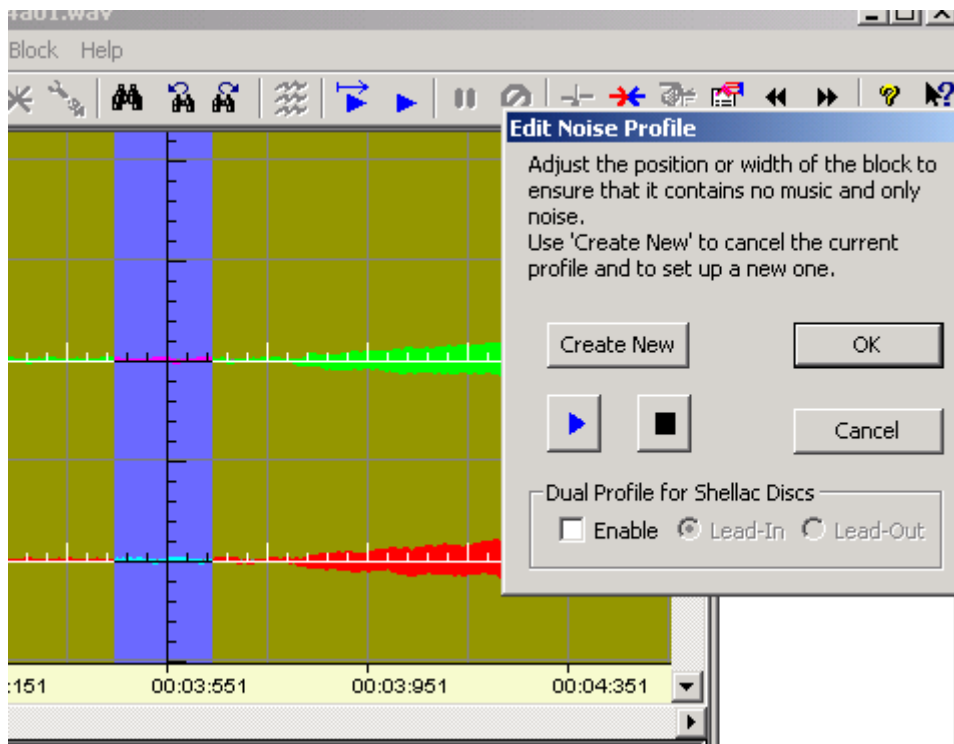 4a01.wav
Block Help
Edit Noise Profile
Adjust the position or width of the block to
ensure that it contains no music and only
noise.
Use 'Create New' to cancel the current
profile and to set up a new one.
Create New
OK
Cancel
Dual Profile for Shellac Discs
Enable Lead-In Lead-Out
:151 00:03:551 00:03:951 00:04:351